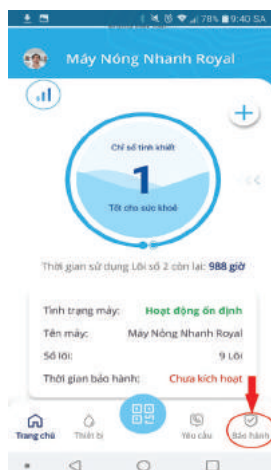 78% 9:40 SA
Máy Nóng Nhanh Royal
Chỉ số tinh khiết
1
Tốt cho sức khoẻ
Thời gian sử dụng Lõi số 2 còn lại: 988 giờ
Tình trạng máy: Hoạt động ổn định
Tên máy: Máy Nóng Nhanh Royal
Số lõi: 9 Lõi
Thời gian bảo hành: Chưa kích hoạt
Trang chủ Thiết bị Yêu cầu Bảo hành